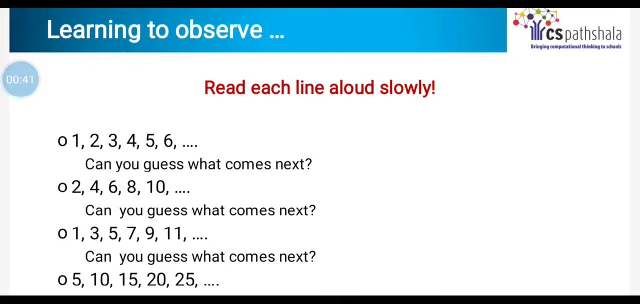 Learning to observe ...
CSpathshala
Bringing computational thinking to schools
00:41
Read each line aloud slowly!
o 1, 2, 3, 4, 5, 6, ....
Can you guess what comes next?
o 2, 4, 6, 8, 10, ....
Can you guess what comes next?
o 1, 3, 5, 7, 9, 11, ....
Can you guess what comes next?
o 5, 10, 15, 20, 25, ....